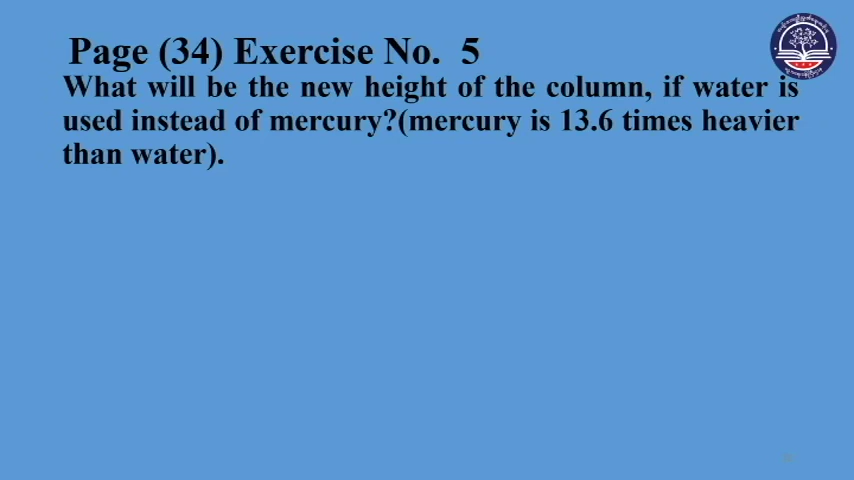 Page (34) Exercise No. 5
What will be the new height of the column, if water is
used instead of mercury?(mercury is 13.6 times heavier
than water).